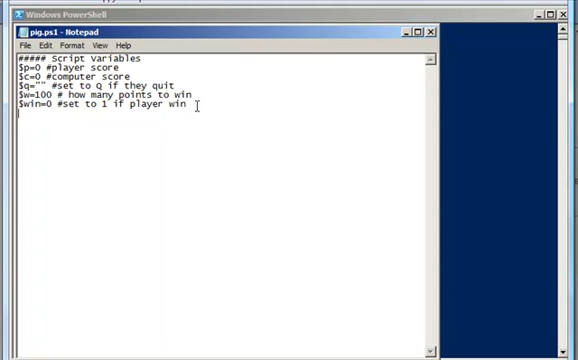 Windows PowerShell
pig.ps1 - Notepad
File Edit Format View Help
##### Script Variables
$p=0 #player score
$c=0 #computer score
$q="" #set to Q if they quit
$w=100 # how many points to win
$win=0 #set to 1 if player win